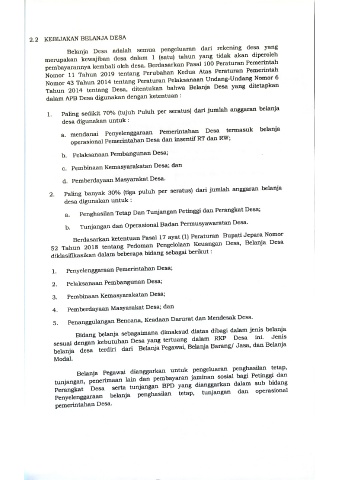 2.2 KEBIJAKAN BELANJA DESA
Belanja Desa adalah semua pengeluaran dari rekening desa yang
merupakan kewajiban desa dalam 1 (satu) tahun yang tidak akan diperoleh
pembayarannya kembali oleh desa. Berdasarkan Pasal 100 Peraturan Pemerintah
Nomor 11 Tahun 2019 tentang Perubahan Kedua Atas Peraturan Pemerintah
Nomor 43 Tahun 2014 tentang Peraturan Pelaksanaan Undang-Undang Nomor 6
Tahun 2014 tentang Desa, ditentukan bahwa Belanja Desa yang ditetapkan
dalam APB Desa digunakan dengan ketentuan :
1. Paling sedikit 70% (tujuh Puluh per seratus) dari jumlah anggaran belanja
desa digunakan untuk :
a. mendanai Penyelenggaraan Pemerintahan Desa termasuk belanja
operasional Pemerintahan Desa dan insentif RT dan RW;
b. Pelaksanaan Pembangunan Desa;
c. Pembinaan Kemasyarakatan Desa; dan
d. Pemberdayaan Masyarakat Desa.
2. Paling banyak 30% (tiga puluh per seratus) dari jumlah anggaran belanja
desa digunakan untuk :
a. Penghasilan Tetap Dan Tunjangan Petinggi dan Perangkat Desa;
b. Tunjangan dan Operasional Badan Permusyawaratan Desa.
Berdasarkan ketentuan Pasal 17 ayat (1) Peraturan Bupati Jepara Nomor
52 Tahun 2018 tentang Pedoman Pengelolaan Keuangan Desa, Belanja Desa
diklasifikasikan dalam beberapa bidang sebagai berikut :
1. Penyelenggaraan Pemerintahan Desa;
2. Pelaksanaan Pembangunan Desa;
3. Pembinaan Kemasyarakatan Desa;
4. Pemberdayaan Masyarakat Desa; dan
5. Penanggulangan Bencana, Keadaan Darurat dan Mendesak Desa.
Bidang belanja sebagaimana dimaksud diatas dibagi dalam jenis belanja
sesuai dengan kebutuhan Desa yang tertuang dalam RKP Desa ini. Jenis
belanja desa terdiri dari Belanja Pegawai, Belanja Barang/ Jasa, dan Belanja
Modal.
Belanja Pegawai dianggarkan untuk pengeluaran penghasilan tetap,
tunjangan, penerimaan lain dan pembayaran jaminan sosial bagi Petinggi dan
Perangkat Desa serta tunjangan BPD yang dianggarkan dalam sub bidang
Penyelenggaraan belanja penghasilan tetap, tunjangan dan operasional
pemerintahan Desa.